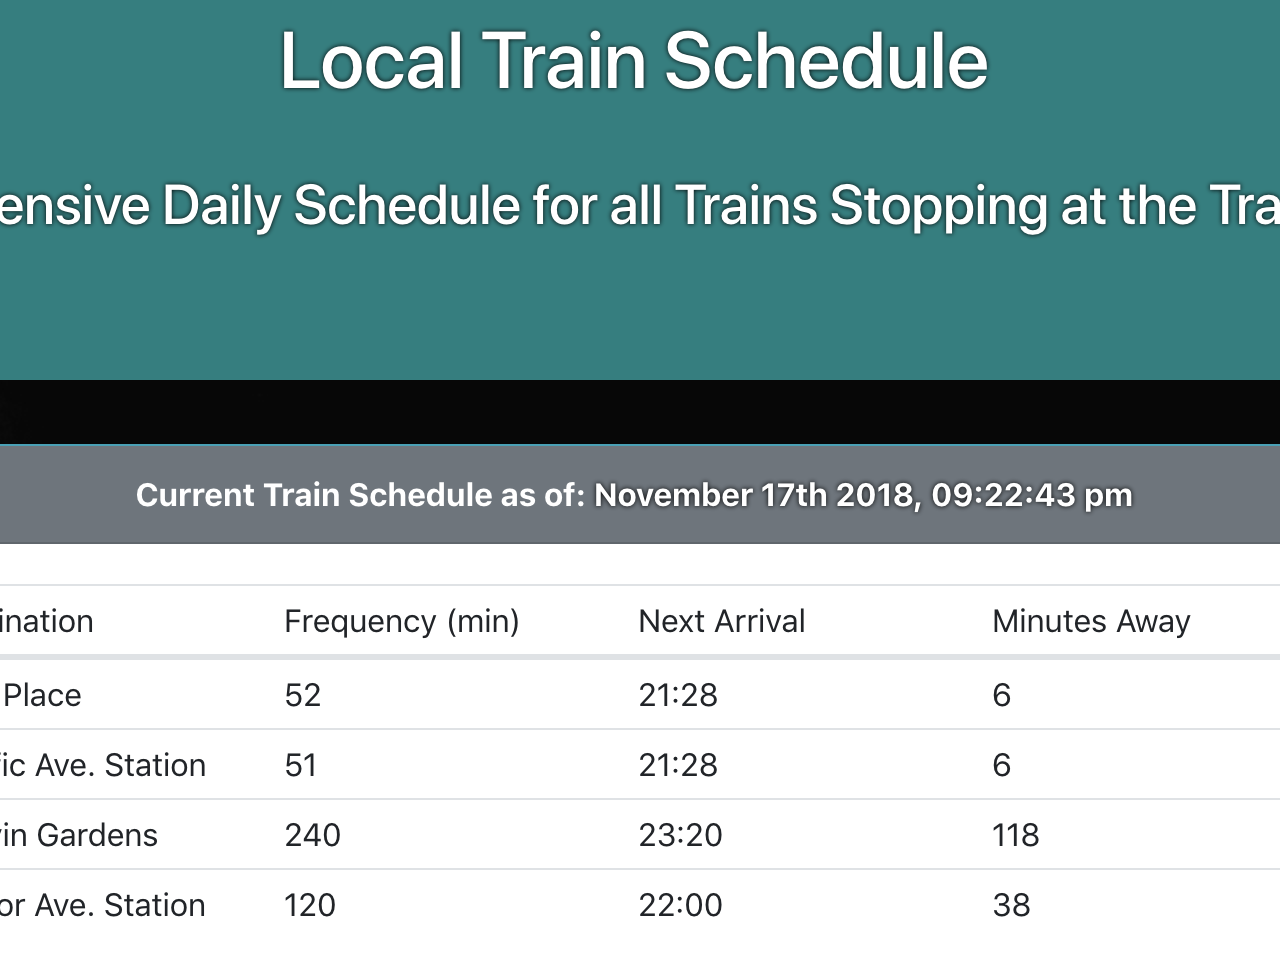 Local Train Schedule
ensive Daily Schedule for all Trains Stopping at the Tra
Current Train Schedule as of: November 17th 2018, 09:22:43 pm
ination Frequency (min) Next Arrival Minutes Away
Place 52 21:28 6
ic Ave. Station 51 21:28 6
in Gardens 240 23:20 118
or Ave. Station 120 22:00 38